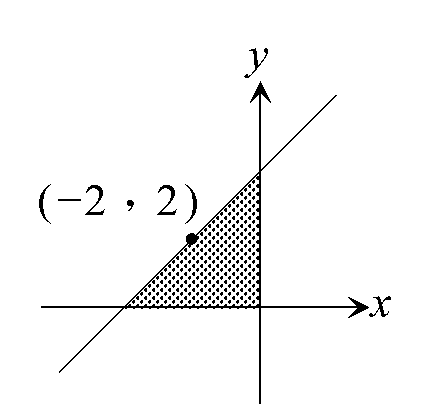 y
(−2 , 2)
x